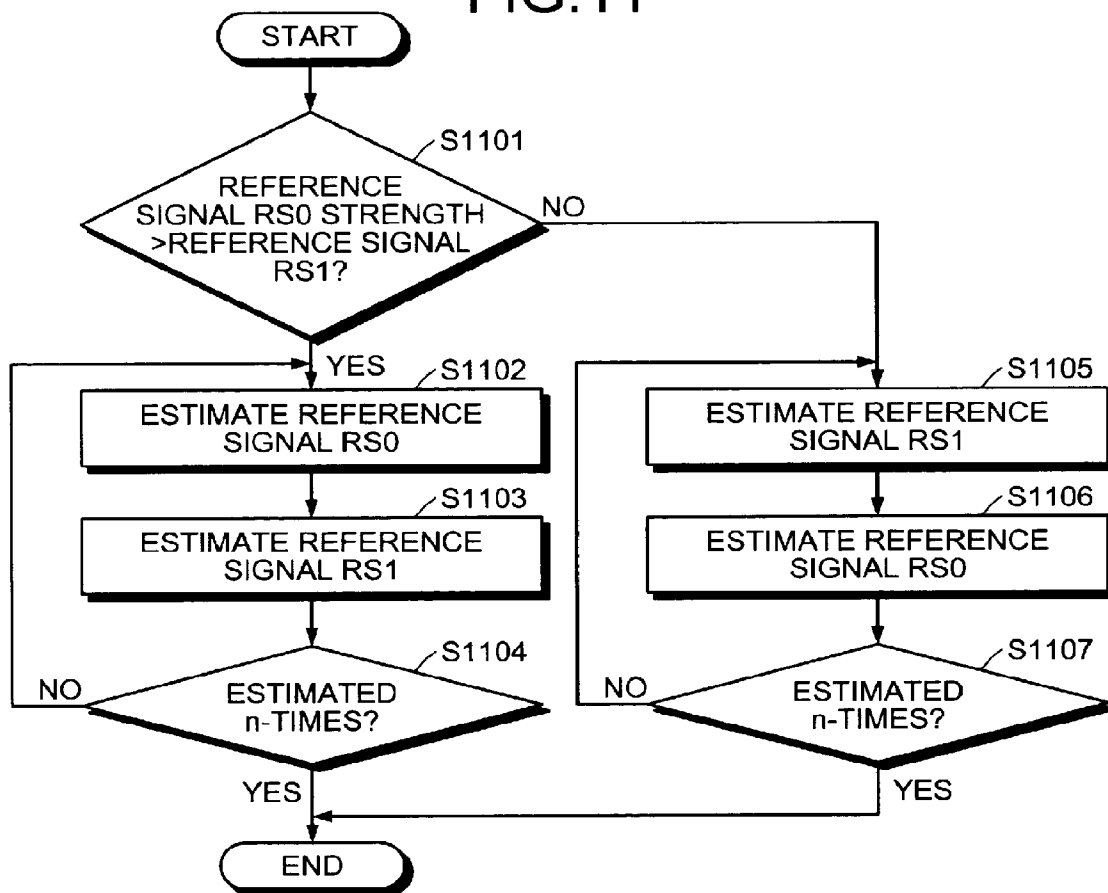 FIG. 11
START
S1101
REFERENCE
SIGNAL RS0 STRENGTH
>REFERENCE SIGNAL
RS1?
NO
YES
S1102
ESTIMATE REFERENCE
SIGNAL RS0
S1103
ESTIMATE REFERENCE
SIGNAL RS1
S1104
ESTIMATED
n-TIMES?
NO
YES
S1105
ESTIMATE REFERENCE
SIGNAL RS1
S1106
ESTIMATE REFERENCE
SIGNAL RS0
S1107
ESTIMATED
n-TIMES?
NO
YES
END